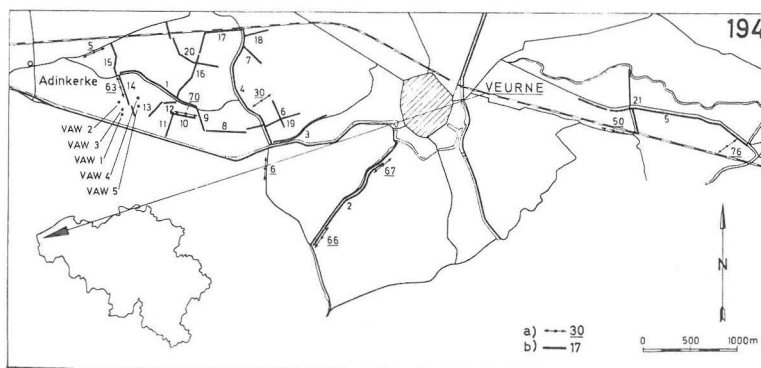 194
5
20
17
18
15
16
7
Adinkerke
63
14
1
4
30
70
13
12
6
VAW 2
11
10
9
8
19
3
VAW 3
VAW 1
VAW 4
VAW 5
VEURNE
21
5
50
76
6
67
2
66
N
a) 30
b) 17
0 500 1000m